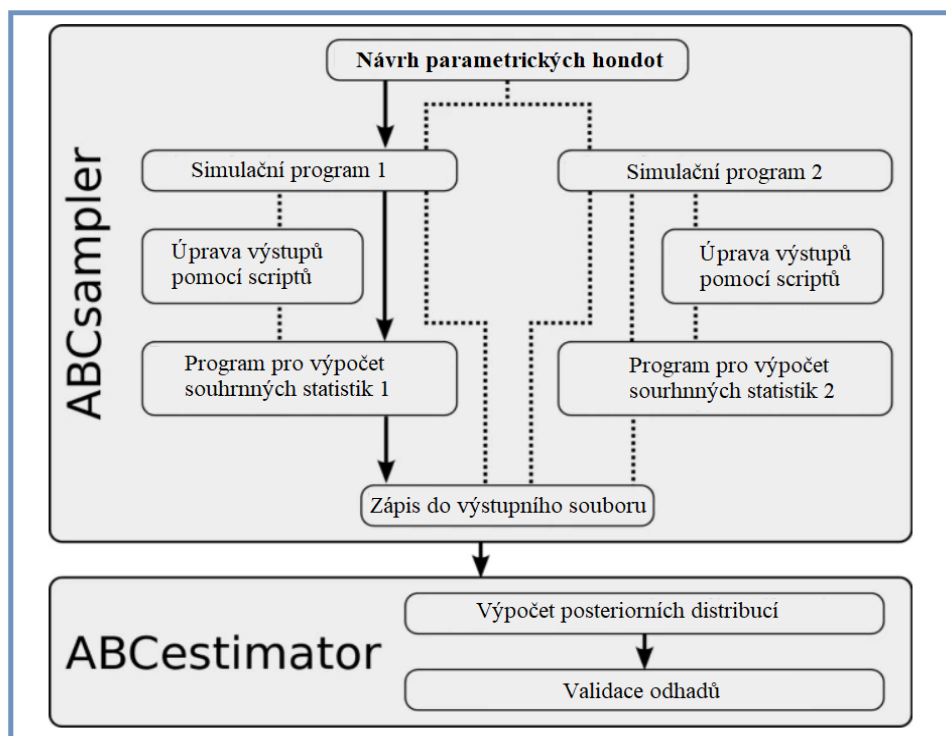 ABCsampler
Návrh parametrických hondot
Simulační program 1
Simulační program 2
Úprava výstupů
pomocí scriptů
Úprava výstupů
pomocí scriptů
Program pro výpočet
souhrnných statistik 1
Program pro výpočet
sourhnných statistik 2
Zápis do výstupního souboru
ABCestimator
Výpočet posteriorních distribucí
Validace odhadů